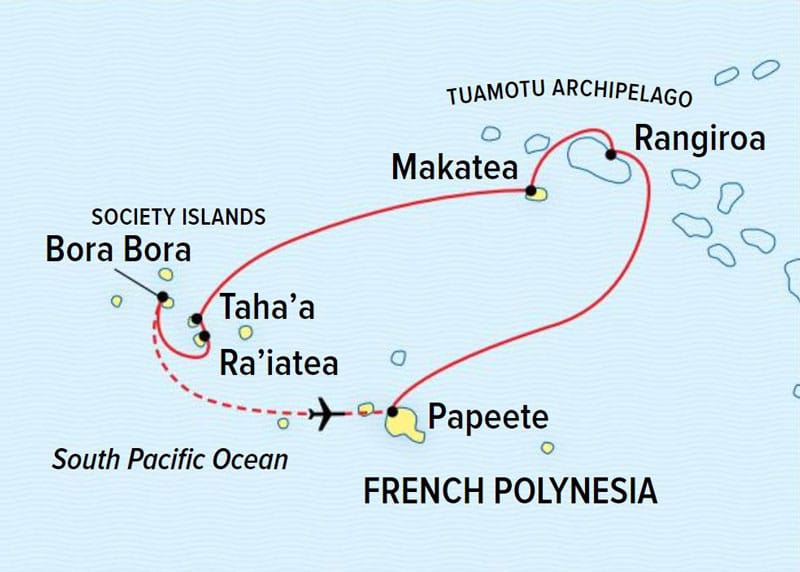 TUAMOTU ARCHIPELAGO
Rangiroa
Makatea
SOCIETY ISLANDS
Bora Bora
Taha’a
Ra’iatea
Papeete
South Pacific Ocean
FRENCH POLYNESIA